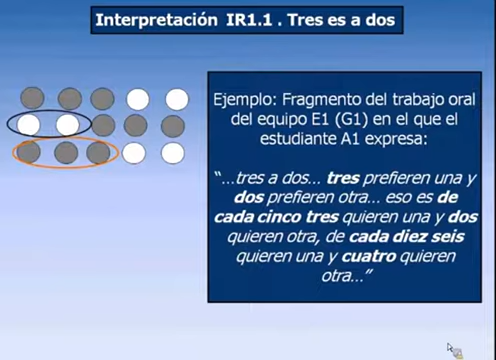 Interpretación IR1.1 . Tres es a dos
Ejemplo: Fragmento del trabajo oral
del equipo E1 (G1) en el que el
estudiante A1 expresa:
“…tres a dos… tres prefieren una y
dos prefieren otra… eso es de
cada cinco tres quieren una y dos
quieren otra, de cada diez seis
quieren una y cuatro quieren
otra…”